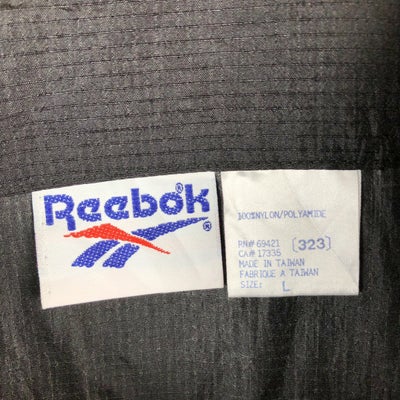 Reebok®
®
100%NYLON/POLYAMIDE
RN# 69421 [323]
CA# 17335
MADE IN TAIWAN
FABRIQUE A TAIWAN
SIZE: L